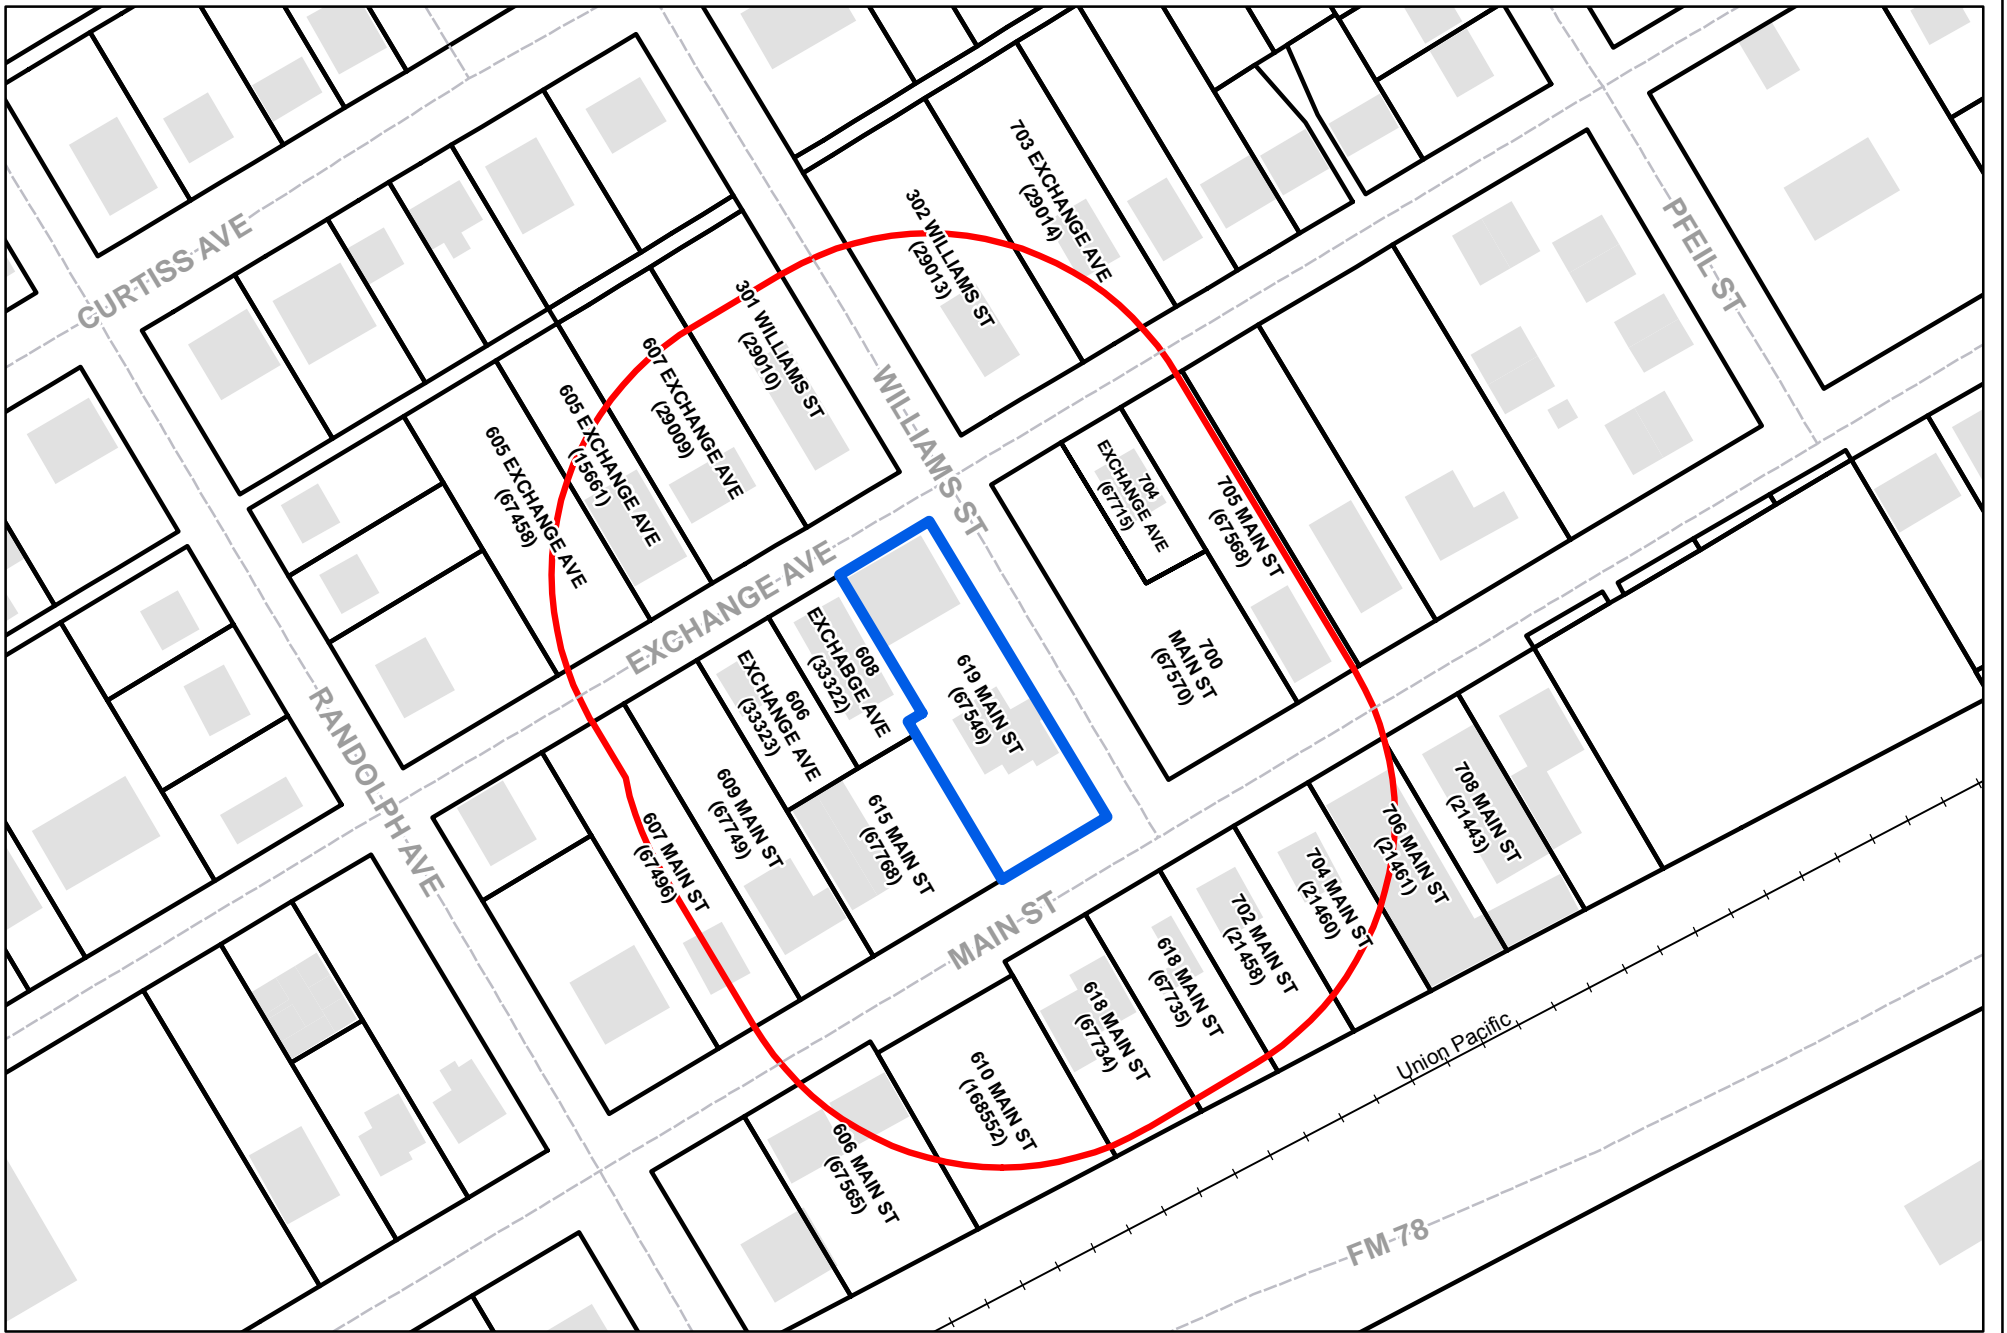 CURTISS AVE
PFEIL ST
703 EXCHANGE AVE
(29014)
302 WILLIAMS ST
(29013)
301 WILLIAMS ST
(29010)
607 EXCHANGE AVE
(29009)
605 EXCHANGE AVE
(15661)
605 EXCHANGE AVE
(67458)
WILLIAMS ST
704
EXCHANGE AVE
(67715)
705 MAIN ST
(67568)
700
MAIN ST
(67570)
EXCHANGE AVE
608
EXCHABGE AVE
(33322)
606
EXCHANGE AVE
(33323)
619 MAIN ST
(67546)
RANDOLPH AVE
609 MAIN ST
(67749)
607 MAIN ST
(67496)
615 MAIN ST
(67768)
708 MAIN ST
(21443)
706 MAIN ST
(21461)
704 MAIN ST
(21460)
702 MAIN ST
(21458)
MAIN ST
618 MAIN ST
(67735)
618 MAIN ST
(67734)
610 MAIN ST
(168552)
606 MAIN ST
(67565)
Union Pacific
FM 78